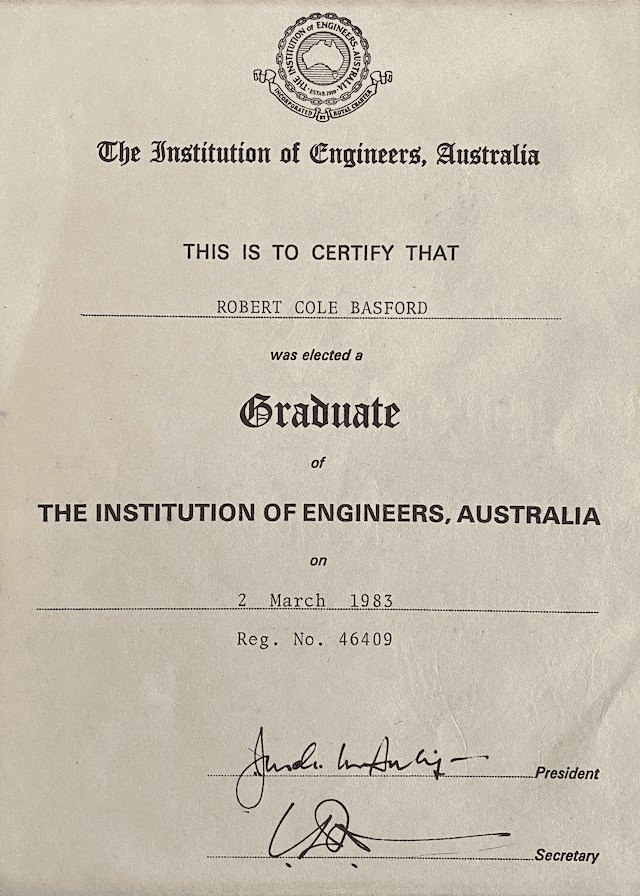 THE INSTITUTION OF ENGINEERS, AUSTRALIA
ESTAB. 1919
INCORPORATED BY ROYAL CHARTER
The Institution of Engineers, Australia
THIS IS TO CERTIFY THAT
ROBERT COLE BASFORD
was elected a
Graduate
of
THE INSTITUTION OF ENGINEERS, AUSTRALIA
on
2 March 1983
Reg. No. 46409
President
Secretary